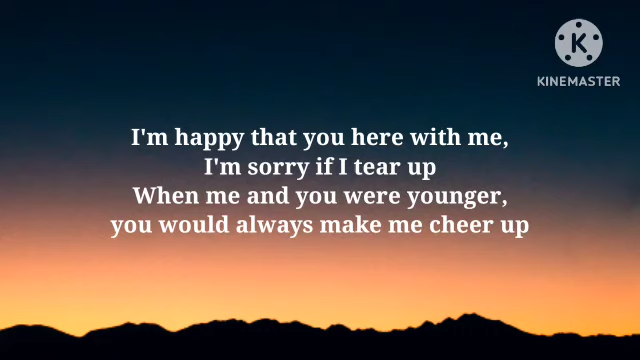 KINEMASTER
I'm happy that you here with me,
I'm sorry if I tear up
When me and you were younger,
you would always make me cheer up